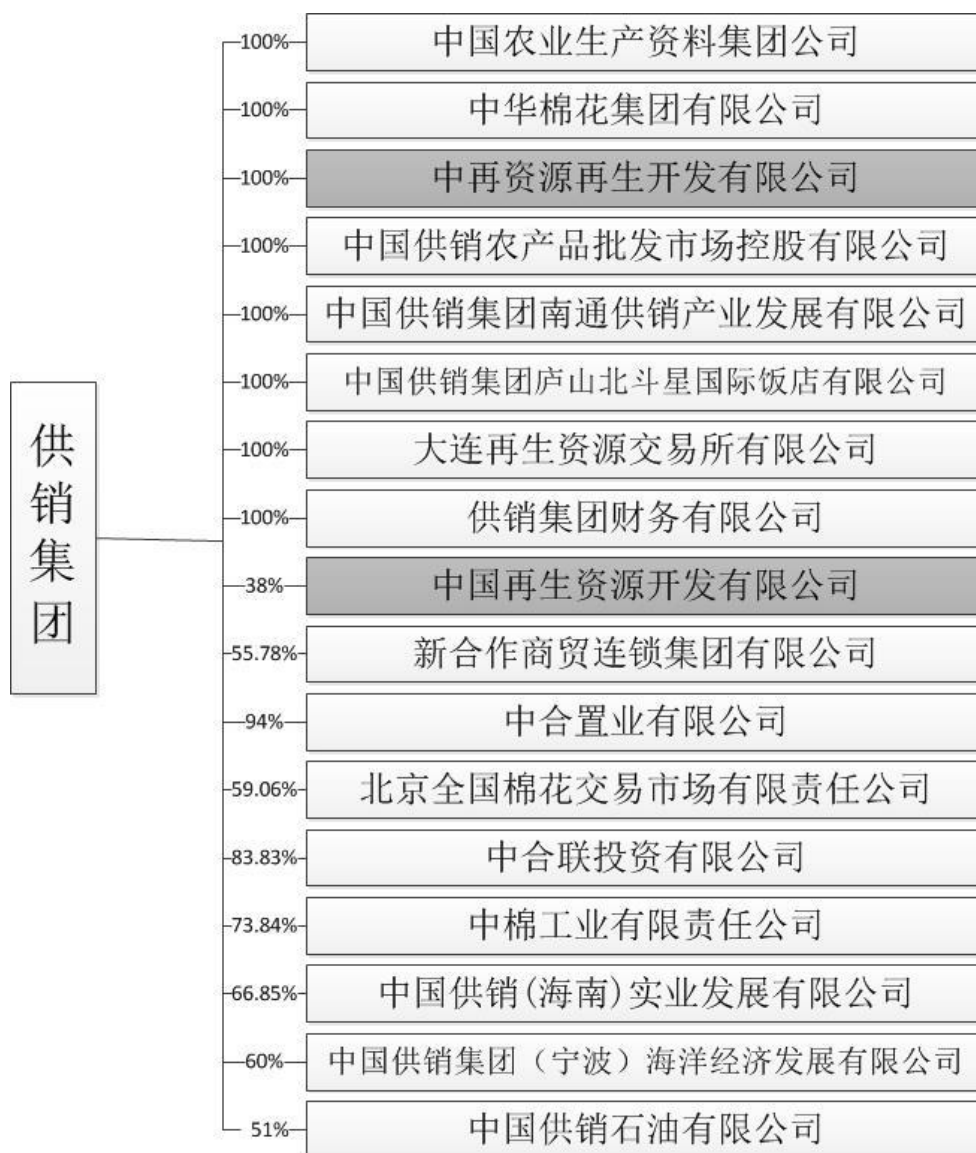 供销集团
100% 中国农业生产资料集团公司
100% 中华棉花集团有限公司
100% 中再资源再生开发有限公司
100% 中国供销农产品批发市场控股有限公司
100% 中国供销集团南通供销产业发展有限公司
100% 中国供销集团庐山北斗星国际饭店有限公司
100% 大连再生资源交易所有限公司
100% 供销集团财务有限公司
38% 中国再生资源开发有限公司
55.78% 新合作商贸连锁集团有限公司
94% 中合置业有限公司
59.06% 北京全国棉花交易市场有限责任公司
83.83% 中合联投资有限公司
73.84% 中棉工业有限责任公司
66.85% 中国供销(海南)实业发展有限公司
60% 中国供销集团（宁波）海洋经济发展有限公司
51% 中国供销石油有限公司